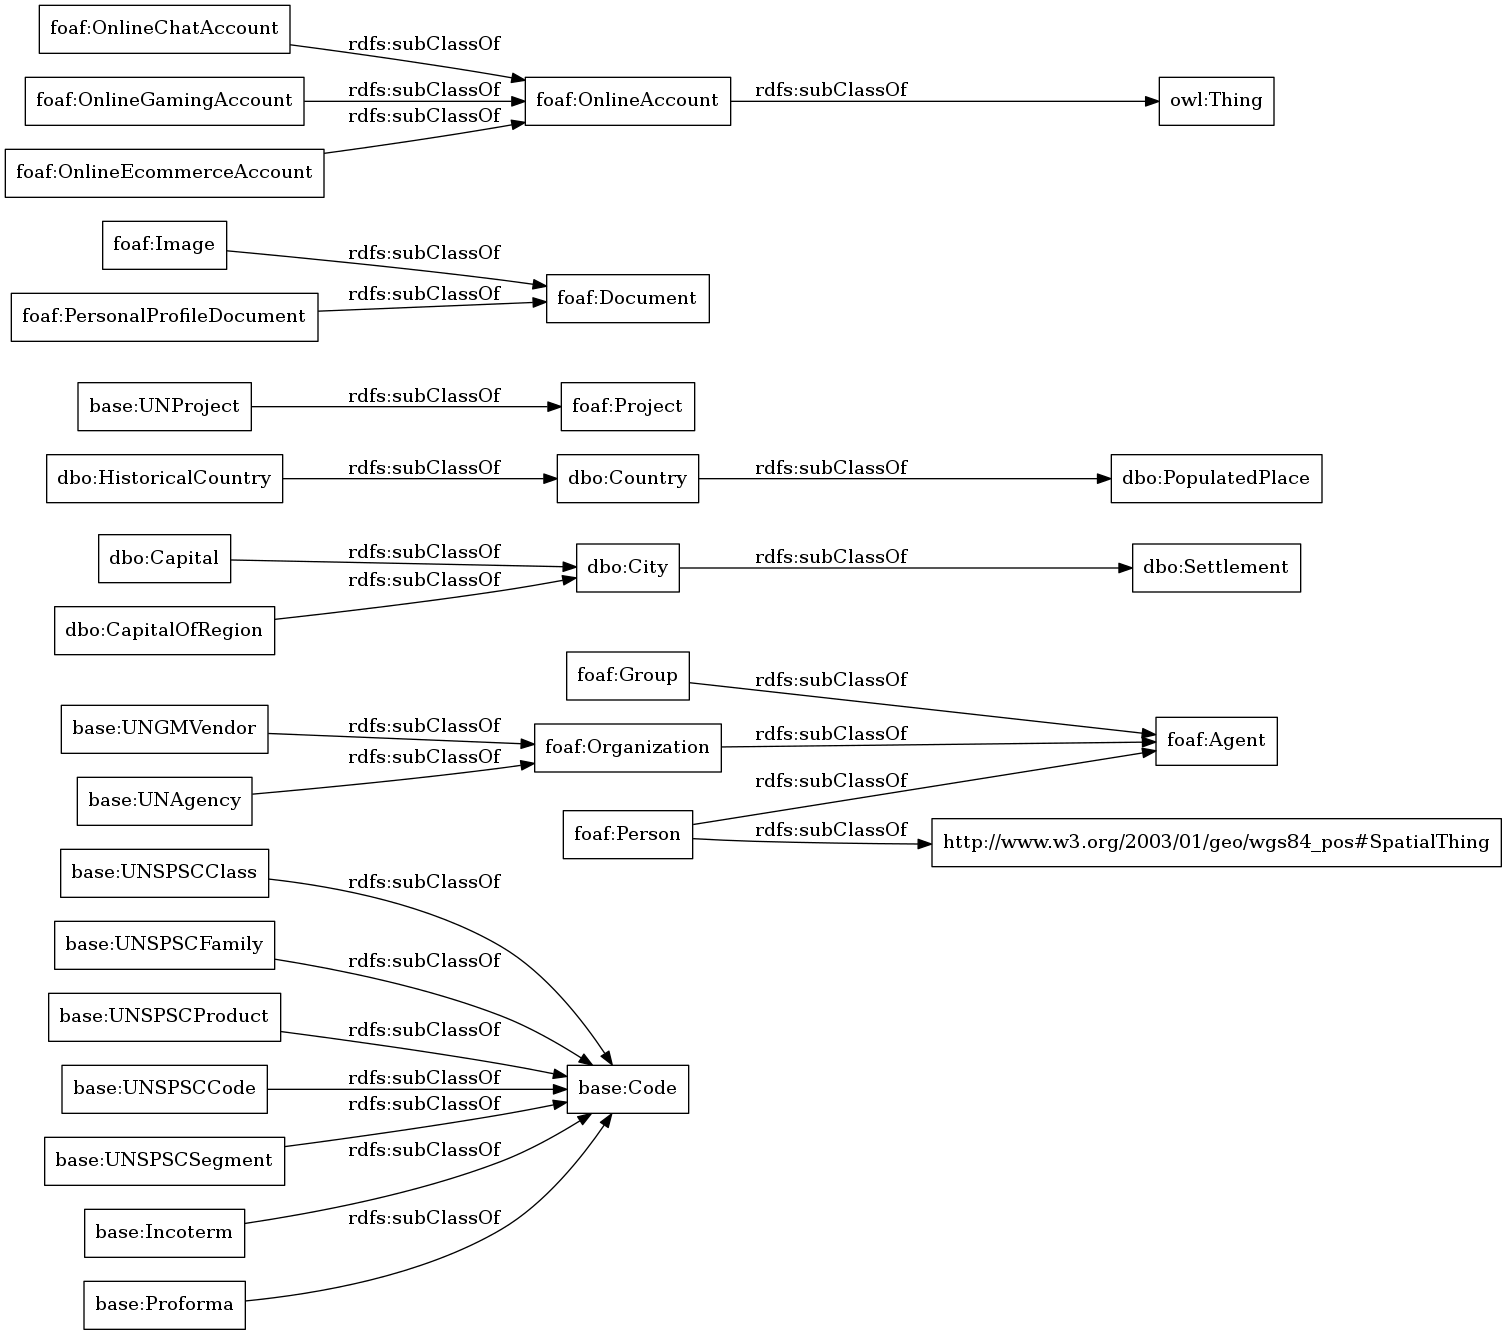 foaf:OnlineChatAccount
rdfs:subClassOf
foaf:OnlineGamingAccount
rdfs:subClassOf
foaf:OnlineAccount
rdfs:subClassOf
owl:Thing
rdfs:subClassOf
foaf:OnlineEcommerceAccount
foaf:Image
rdfs:subClassOf
foaf:PersonalProfileDocument
rdfs:subClassOf
foaf:Document
base:UNProject
rdfs:subClassOf
foaf:Project
dbo:HistoricalCountry
rdfs:subClassOf
dbo:Country
rdfs:subClassOf
dbo:PopulatedPlace
dbo:Capital
rdfs:subClassOf
dbo:CapitalOfRegion
rdfs:subClassOf
dbo:City
rdfs:subClassOf
dbo:Settlement
foaf:Group
rdfs:subClassOf
base:UNGMVendor
rdfs:subClassOf
foaf:Organization
rdfs:subClassOf
foaf:Agent
base:UNAgency
rdfs:subClassOf
foaf:Person
rdfs:subClassOf
rdfs:subClassOf
http://www.w3.org/2003/01/geo/wgs84_pos#SpatialThing
base:UNSPSCClass
rdfs:subClassOf
base:UNSPSCFamily
rdfs:subClassOf
base:UNSPSCProduct
rdfs:subClassOf
base:UNSPSCCode
rdfs:subClassOf
base:Code
rdfs:subClassOf
base:UNSPSCSegment
rdfs:subClassOf
base:Incoterm
rdfs:subClassOf
base:Proforma